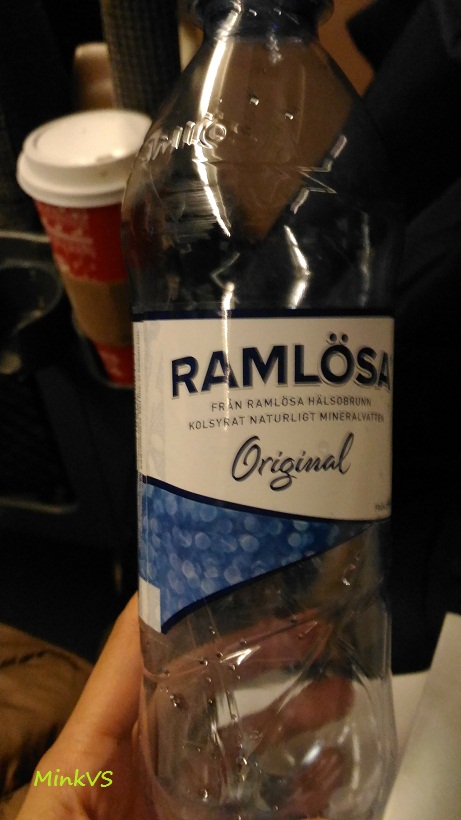 RAMLÖSA
FRÅN RAMLÖSA HÄLSOBRUNN
KOLSYRAT NATURLIGT MINERALVATTEN
Original
MinkVS